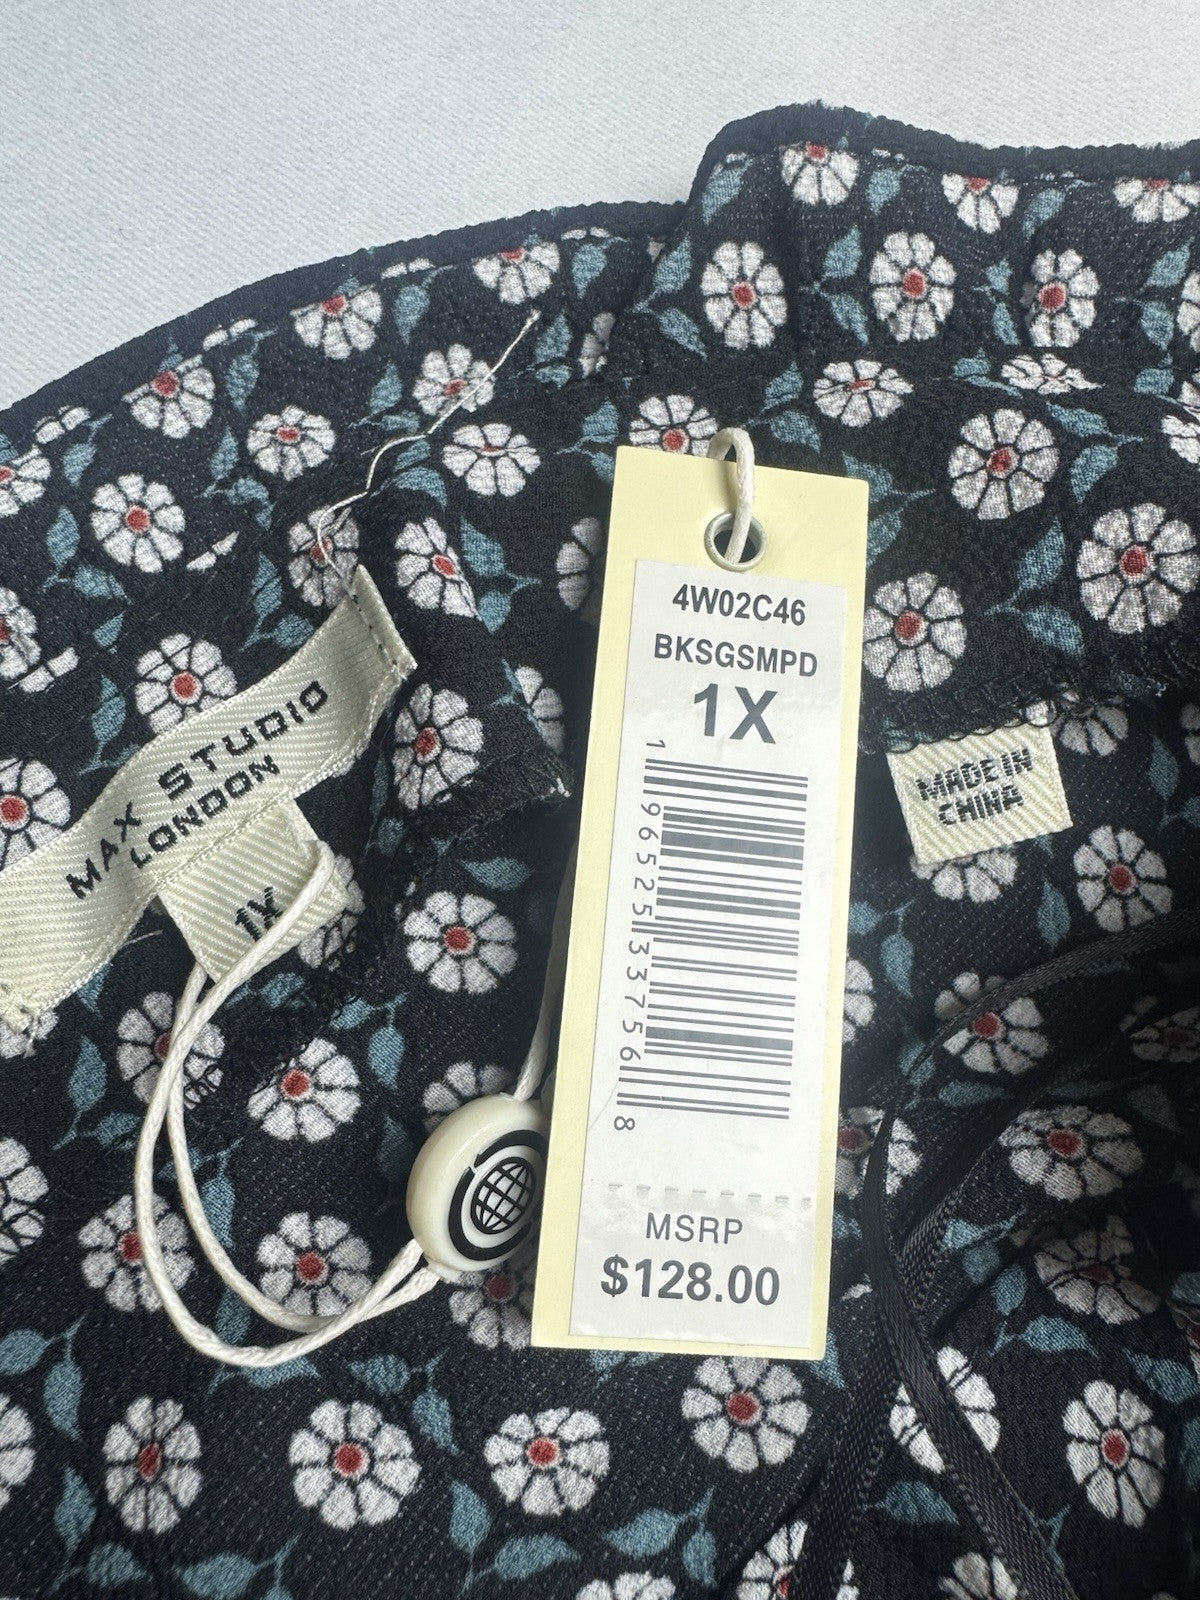 MAX STUDIO
LONDON
1X
4W02C46
BKSGSMPD
1X
1 96525 33756 8
MSRP
$128.00
MADE IN
CHINA